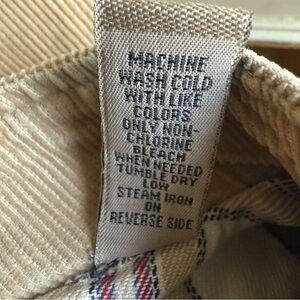 MACHINE
WASH COLD
WITH LIKE
COLORS
ONLY NON-
CHLORINE
BLEACH
WHEN NEEDED
TUMBLE DRY
LOW
STEAM IRON
ON
REVERSE SIDE